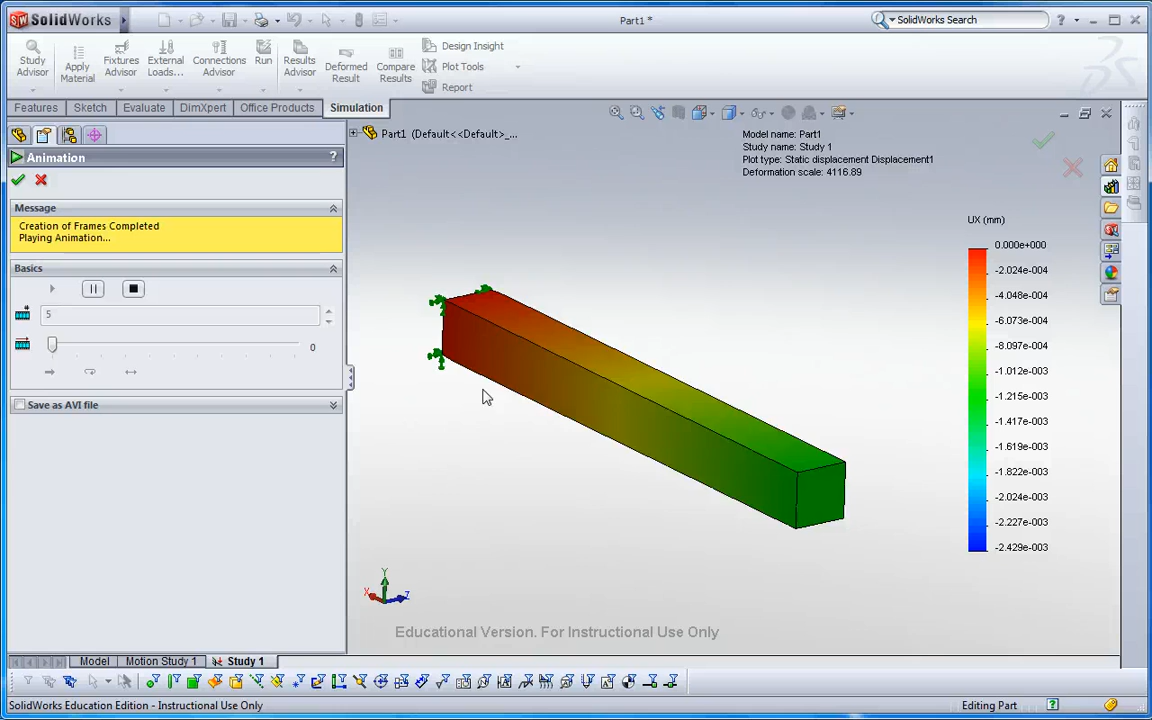 SolidWorks
Part1 *
SolidWorks Search
Study Advisor
Apply Material
Fixtures Advisor
External Loads...
Connections Advisor
Run
Results Advisor
Deformed Result
Compare Results
Design Insight
Plot Tools
Report
Features
Sketch
Evaluate
DimXpert
Office Products
Simulation
Animation
?
Message
Creation of Frames Completed
Playing Animation...
Basics
5
0
Save as AVI file
Part1 (Default<<Default>_...
Model name: Part1
Study name: Study 1
Plot type: Static displacement Displacement1
Deformation scale: 4116.89
UX (mm)
0.000e+000
-2.024e-004
-4.048e-004
-6.073e-004
-8.097e-004
-1.012e-003
-1.215e-003
-1.417e-003
-1.619e-003
-1.822e-003
-2.024e-003
-2.227e-003
-2.429e-003
Y
X
Z
Educational Version. For Instructional Use Only
Model
Motion Study 1
Study 1
SolidWorks Education Edition - Instructional Use Only
Editing Part